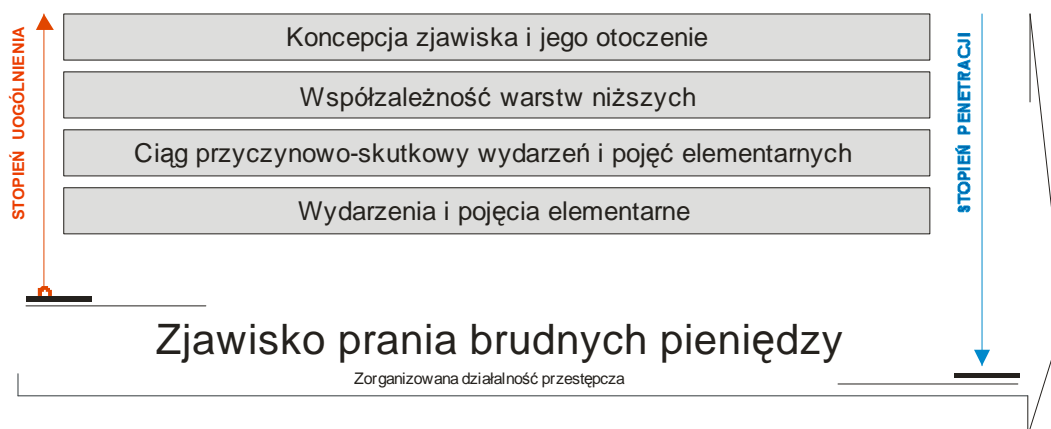 STOPIEŃ UOGÓLNIENIA
Koncepcja zjawiska i jego otoczenie
Współzależność warstw niższych
Ciąg przyczynowo-skutkowy wydarzeń i pojęć elementarnych
Wydarzenia i pojęcia elementarne
STOPIEŃ PENETRACJI
Zjawisko prania brudnych pieniędzy
Zorganizowana działalność przestępcza